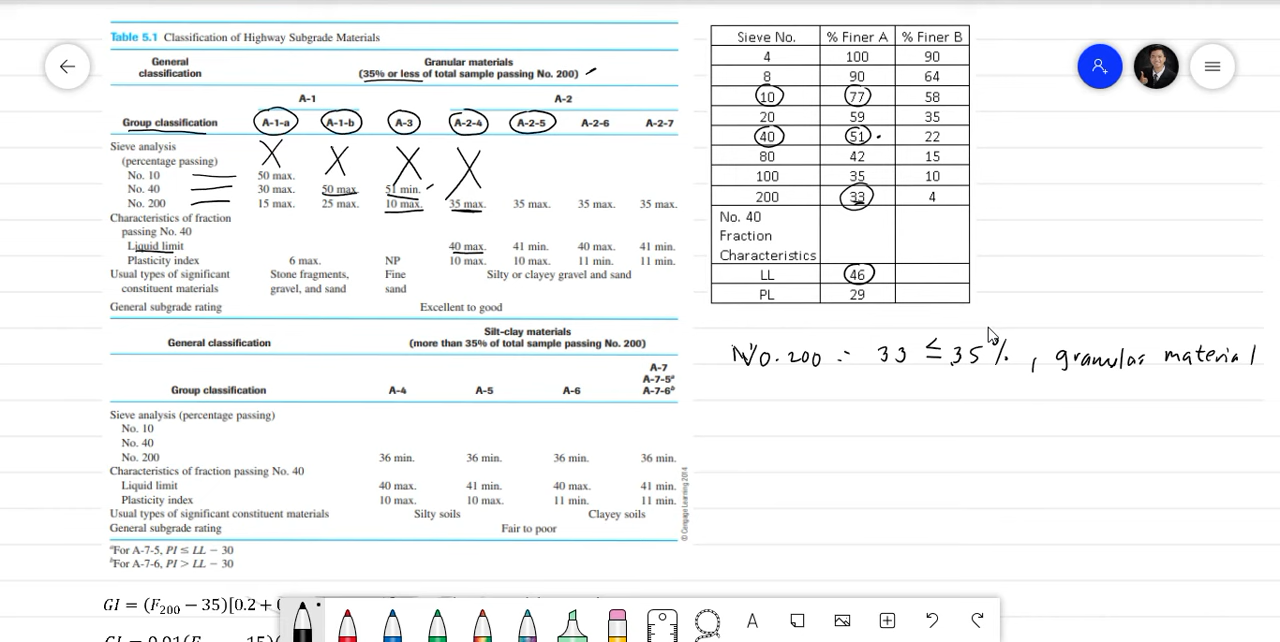 Table 5.1 Classification of Highway Subgrade Materials
General classification
Granular materials
(35% or less of total sample passing No. 200)
A-1
A-2
Group classification A-1-a A-1-b A-3 A-2-4 A-2-5 A-2-6 A-2-7
Sieve analysis
(percentage passing)
No. 10 50 max.
No. 40 30 max. 50 max. 51 min.
No. 200 15 max. 25 max. 10 max. 35 max. 35 max. 35 max. 35 max.
Characteristics of fraction
passing No. 40
Liquid limit 40 max. 41 min. 40 max. 41 min.
Plasticity index 6 max. NP 10 max. 10 max. 11 min. 11 min.
Usual types of significant Stone fragments, Fine Silty or clayey gravel and sand
constituent materials gravel, and sand sand
General subgrade rating Excellent to good
General classification
Silt-clay materials
(more than 35% of total sample passing No. 200)
A-7
A-7-5a
Group classification A-4 A-5 A-6 A-7-6b
Sieve analysis (percentage passing)
No. 10
No. 40
No. 200 36 min. 36 min. 36 min. 36 min.
Characteristics of fraction passing No. 40
Liquid limit 40 max. 41 min. 40 max. 41 min.
Plasticity index 10 max. 10 max. 11 min. 11 min.
Usual types of significant constituent materials Silty soils Clayey soils
General subgrade rating Fair to poor
aFor A-7-5, PI ≤ LL − 30
bFor A-7-6, PI > LL − 30
© Cengage Learning 2014
GI = (F200 − 35)[0.2 +
Sieve No. % Finer A % Finer B
4 100 90
8 90 64
10 77 58
20 59 35
40 51 22
80 42 15
100 35 10
200 33 4
No. 40
Fraction
Characteristics
LL 46
PL 29
No. 200 : 33 ≤ 35%, granular material
A